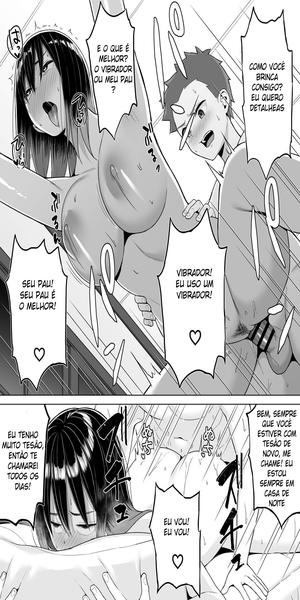 COMO VOCÊ
BRINCA
CONSIGO?
EU QUERO
DETALHEAS
E O QUE É
MELHOR?
O VIBRADOR
OU MEU
PAU ?
VIBRADOR!
EU USO UM
VIBRADOR!
SEU PAU!
SEU PAU É
O MELHOR!
BEM, SEMPRE
QUE VOCÊ
ESTIVER COM
TESÃO DE
NOVO, ME
CHAME! EU
ESTOU
SEMPRE EM
CASA DE
NOITE
EU TENHO
MUITO TESÃO,
ENTÃO TE
CHAMAREI
TODOS OS
DIAS!
EU VOU!
EU
VOU!